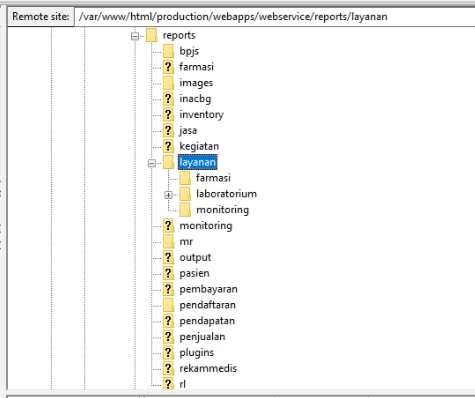 Remote site: /var/www/html/production/webapps/webservice/reports/layanan
reports
bpjs
farmasi
images
inacbg
inventory
jasa
kegiatan
layanan
farmasi
laboratorium
monitoring
monitoring
mr
output
pasien
pembayaran
pendaftaran
pendapatan
penjualan
plugins
rekammedis
rl